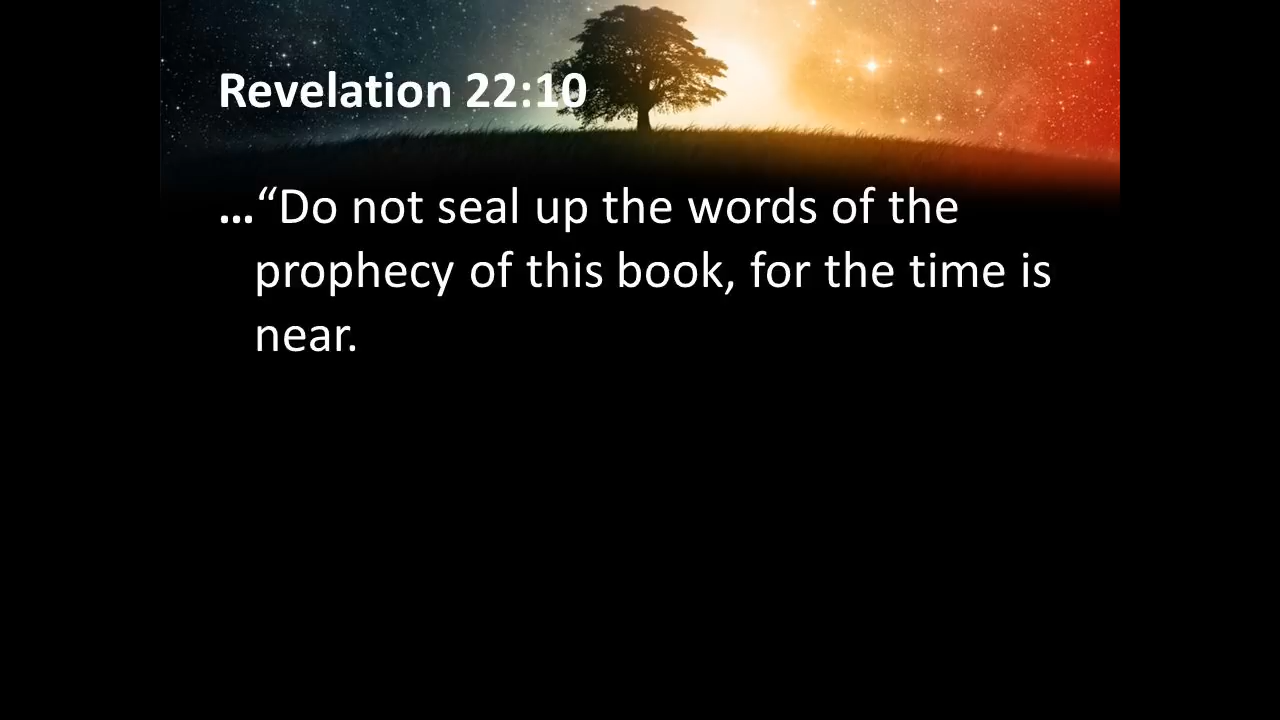 Revelation 22:10
…“Do not seal up the words of the
prophecy of this book, for the time is
near.